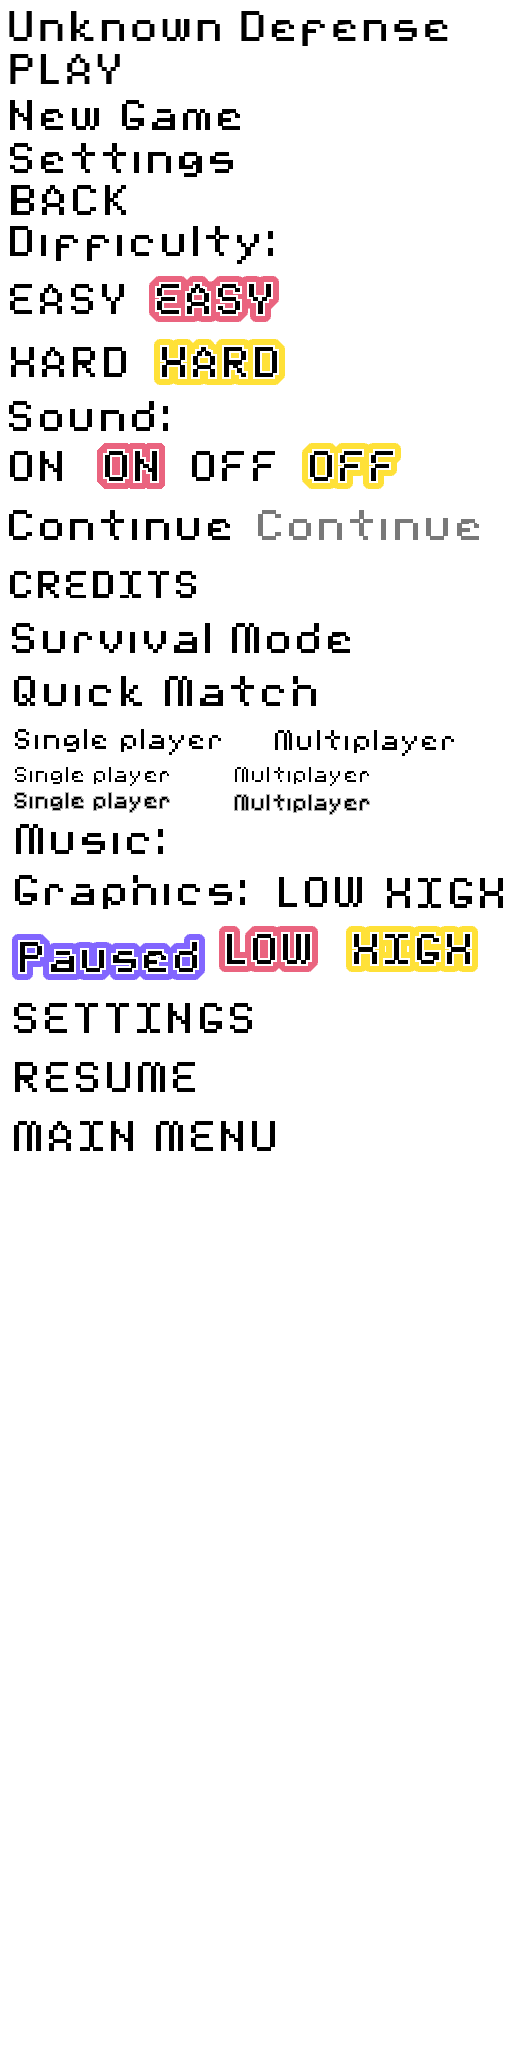 Unknown Defense
PLAY
New Game
Settings
BACK
Difficulty:
EASY EASY
HARD HARD
Sound:
ON ON OFF OFF
Continue Continue
CREDITS
Survival Mode
Quick Match
Single player Multiplayer
Single player Multiplayer
Single player Multiplayer
Music:
Graphics: LOW HIGH
Paused LOW HIGH
SETTINGS
RESUME
MAIN MENU